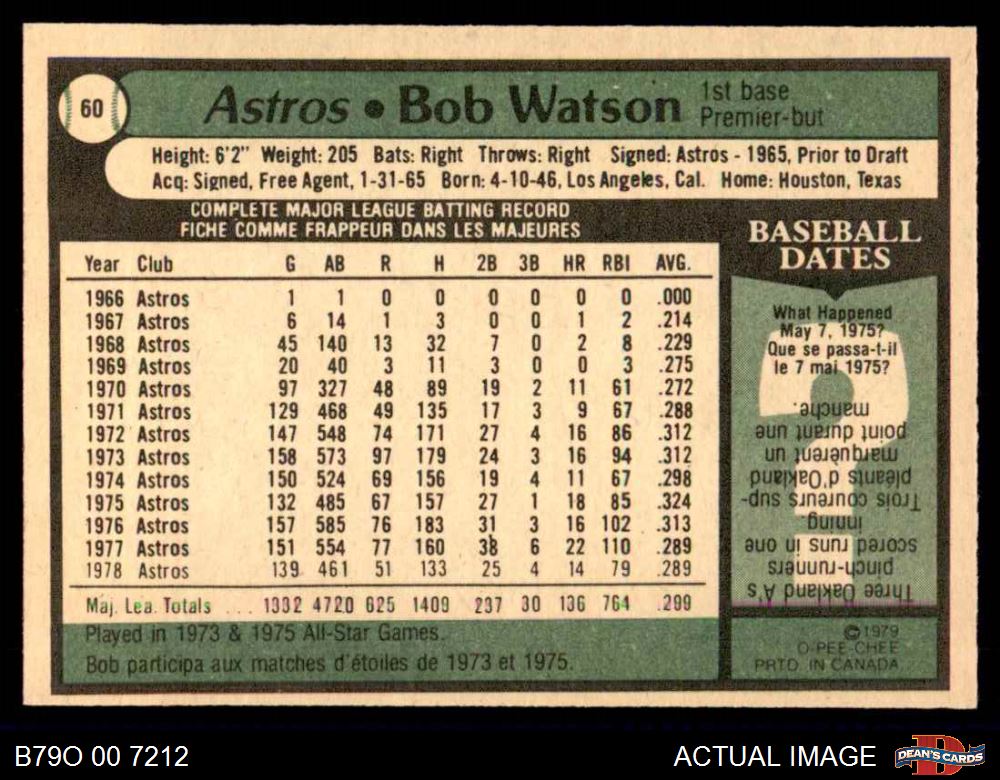 60
Astros • Bob Watson 1st base
Premier-but
Height: 6'2" Weight: 205 Bats: Right Throws: Right Signed: Astros - 1965, Prior to Draft
Acq: Signed, Free Agent, 1-31-65 Born: 4-10-46, Los Angeles, Cal. Home: Houston, Texas
COMPLETE MAJOR LEAGUE BATTING RECORD
FICHE COMME FRAPPEUR DANS LES MAJEURES
Year Club G AB R H 2B 3B HR RBI AVG.
1966 Astros 1 1 0 0 0 0 0 0 .000
1967 Astros 6 14 1 3 0 0 1 2 .214
1968 Astros 45 140 13 32 7 0 2 8 .229
1969 Astros 20 40 3 11 3 0 0 3 .275
1970 Astros 97 327 48 89 19 2 11 61 .272
1971 Astros 129 468 49 135 17 3 9 67 .288
1972 Astros 147 548 74 171 27 4 16 86 .312
1973 Astros 158 573 97 179 24 3 16 94 .312
1974 Astros 150 524 69 156 19 4 11 67 .298
1975 Astros 132 485 67 157 27 1 18 85 .324
1976 Astros 157 585 76 183 31 3 16 102 .313
1977 Astros 151 554 77 160 38 6 22 110 .289
1978 Astros 139 461 51 133 25 4 14 79 .289
Maj. Lea. Totals ... 1332 4720 625 1409 237 30 136 764 .299
Played in 1973 & 1975 All-Star Games.
Bob participa aux matches d'étoiles de 1973 et 1975.
BASEBALL
DATES
What Happened
May 7, 1975?
Que se passa-t-il
le 7 mai 1975?
Three Oakland A's
pinch-runners
scored runs in one
inning
Trois coureurs sup-
pléants d'Oakland
marquèrent un
point durant une
manche.
©1979
O-PEE-CHEE
PRTD. IN CANADA
B79O 00 7212
ACTUAL IMAGE
D
DEAN'S CARDS